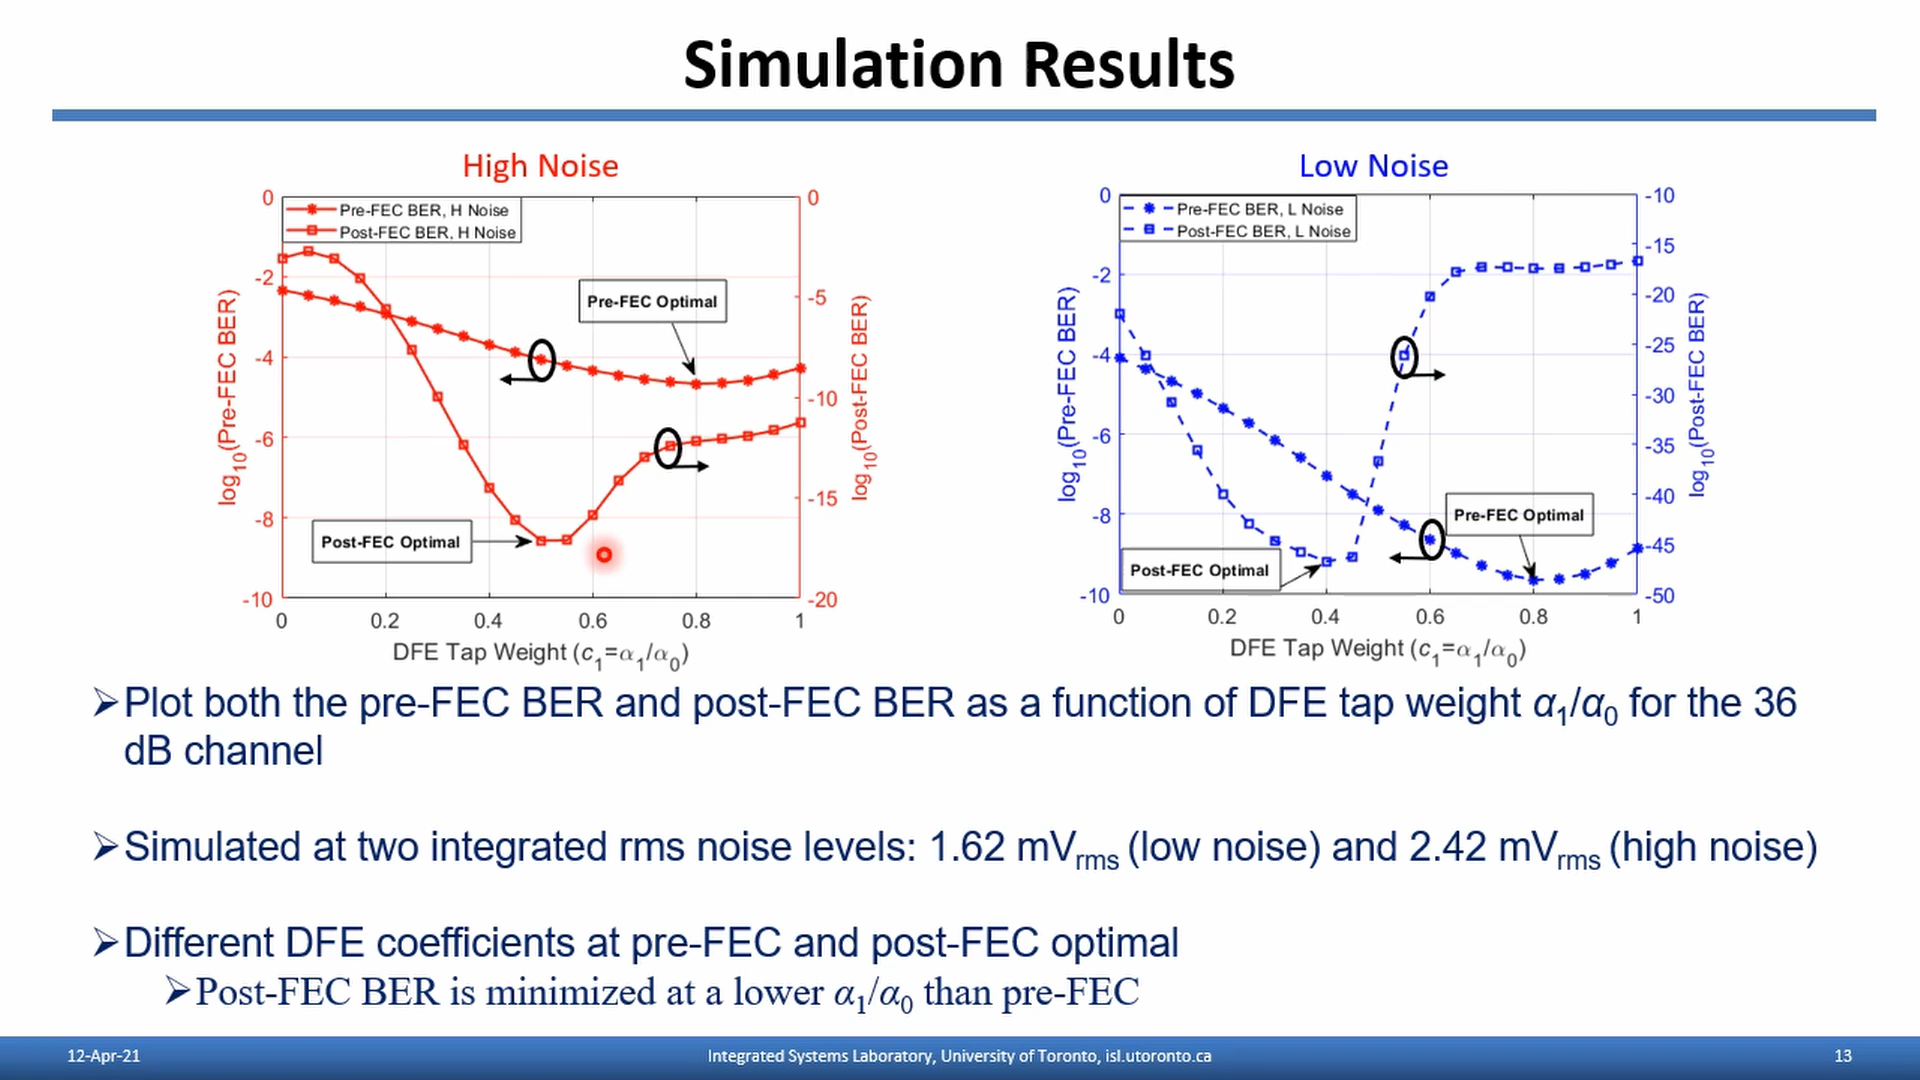 Simulation Results
High Noise
0
-2
-4
-6
-8
-10
log10(Pre-FEC BER)
Pre-FEC BER, H Noise
Post-FEC BER, H Noise
Pre-FEC Optimal
Post-FEC Optimal
0
-5
-10
-15
-20
log10(Post-FEC BER)
0 0.2 0.4 0.6 0.8 1
DFE Tap Weight (c1=α1/α0)
Low Noise
0
-2
-4
-6
-8
-10
log10(Pre-FEC BER)
Pre-FEC BER, L Noise
Post-FEC BER, L Noise
Pre-FEC Optimal
Post-FEC Optimal
-10
-15
-20
-25
-30
-35
-40
-45
-50
log10(Post-FEC BER)
0 0.2 0.4 0.6 0.8 1
DFE Tap Weight (c1=α1/α0)
➢Plot both the pre-FEC BER and post-FEC BER as a function of DFE tap weight α1/α0 for the 36
dB channel
➢Simulated at two integrated rms noise levels: 1.62 mVrms (low noise) and 2.42 mVrms (high noise)
➢Different DFE coefficients at pre-FEC and post-FEC optimal
➢Post-FEC BER is minimized at a lower α1/α0 than pre-FEC
12-Apr-21 Integrated Systems Laboratory, University of Toronto, isl.utoronto.ca 13